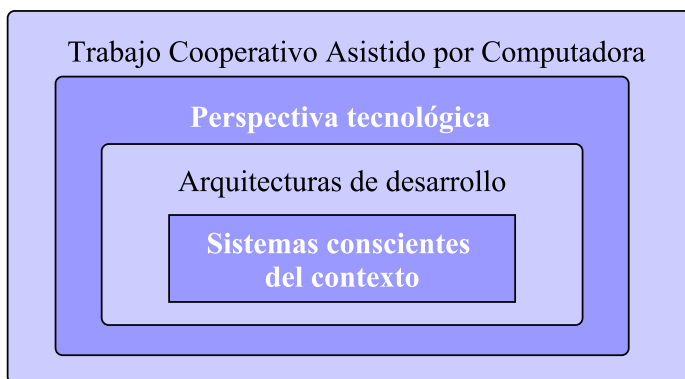 Trabajo Cooperativo Asistido por Computadora
Perspectiva tecnológica
Arquitecturas de desarrollo
Sistemas conscientes
del contexto